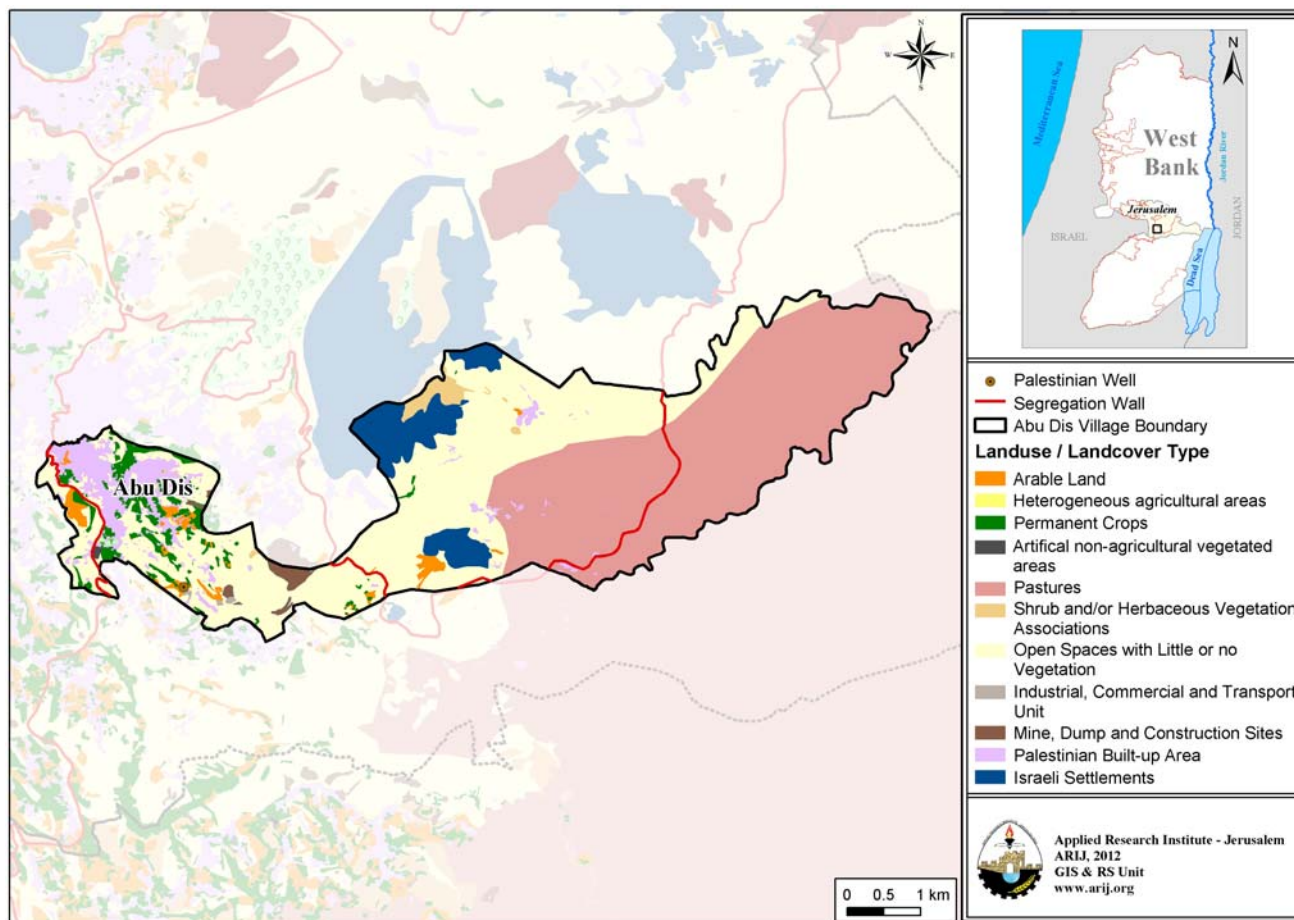 Abu Dis
N
W
E
S
0 0.5 1 km
N
Mediterranean Sea
West
Bank
Jordan River
Jerusalem
ISRAEL
JORDAN
Dead Sea
Palestinian Well
Segregation Wall
Abu Dis Village Boundary
Landuse / Landcover Type
Arable Land
Heterogeneous agricultural areas
Permanent Crops
Artifical non-agricultural vegetated
areas
Pastures
Shrub and/or Herbaceous Vegetation
Associations
Open Spaces with Little or no
Vegetation
Industrial, Commercial and Transport
Unit
Mine, Dump and Construction Sites
Palestinian Built-up Area
Israeli Settlements
Applied Research Institute - Jerusalem
ARIJ, 2012
GIS & RS Unit
www.arij.org